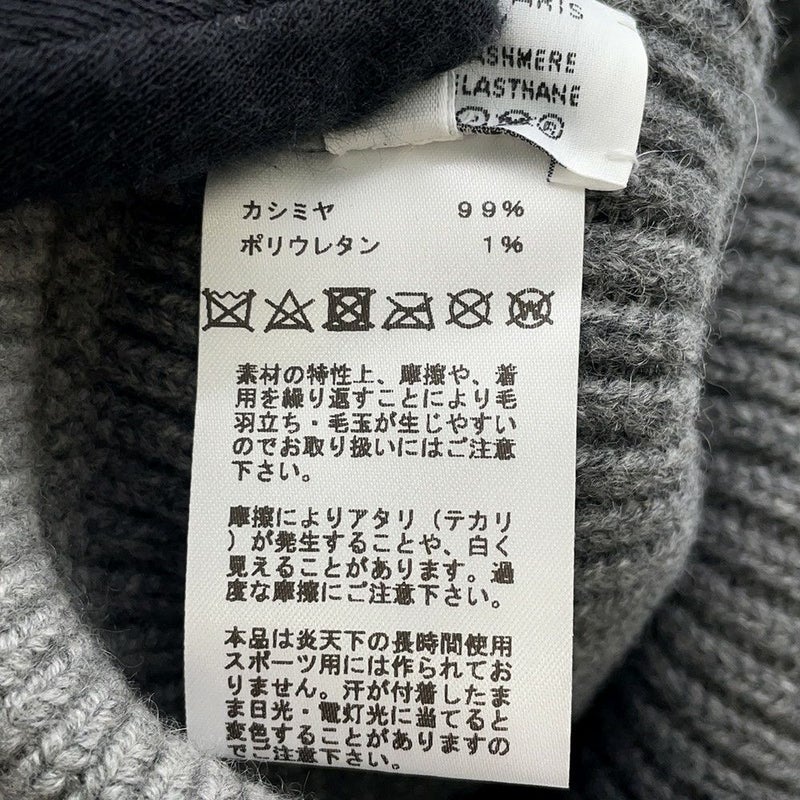 ARIS
ASHMERE
ELASTHANE
カシミヤ 99%
ポリウレタン 1%
素材の特性上、摩擦や、着
用を繰り返すことにより毛
羽立ち・毛玉が生じやすい
のでお取り扱いにはご注意
下さい。
摩擦によりアタリ（テカリ
）が発生することや、白く
見えることがあります。過
度な摩擦にご注意下さい。
本品は炎天下の長時間使用
スポーツ用には作られてお
りません。汗が付着したま
ま日光・電灯光に当てると
変色することがありますの
でご注意下さい。